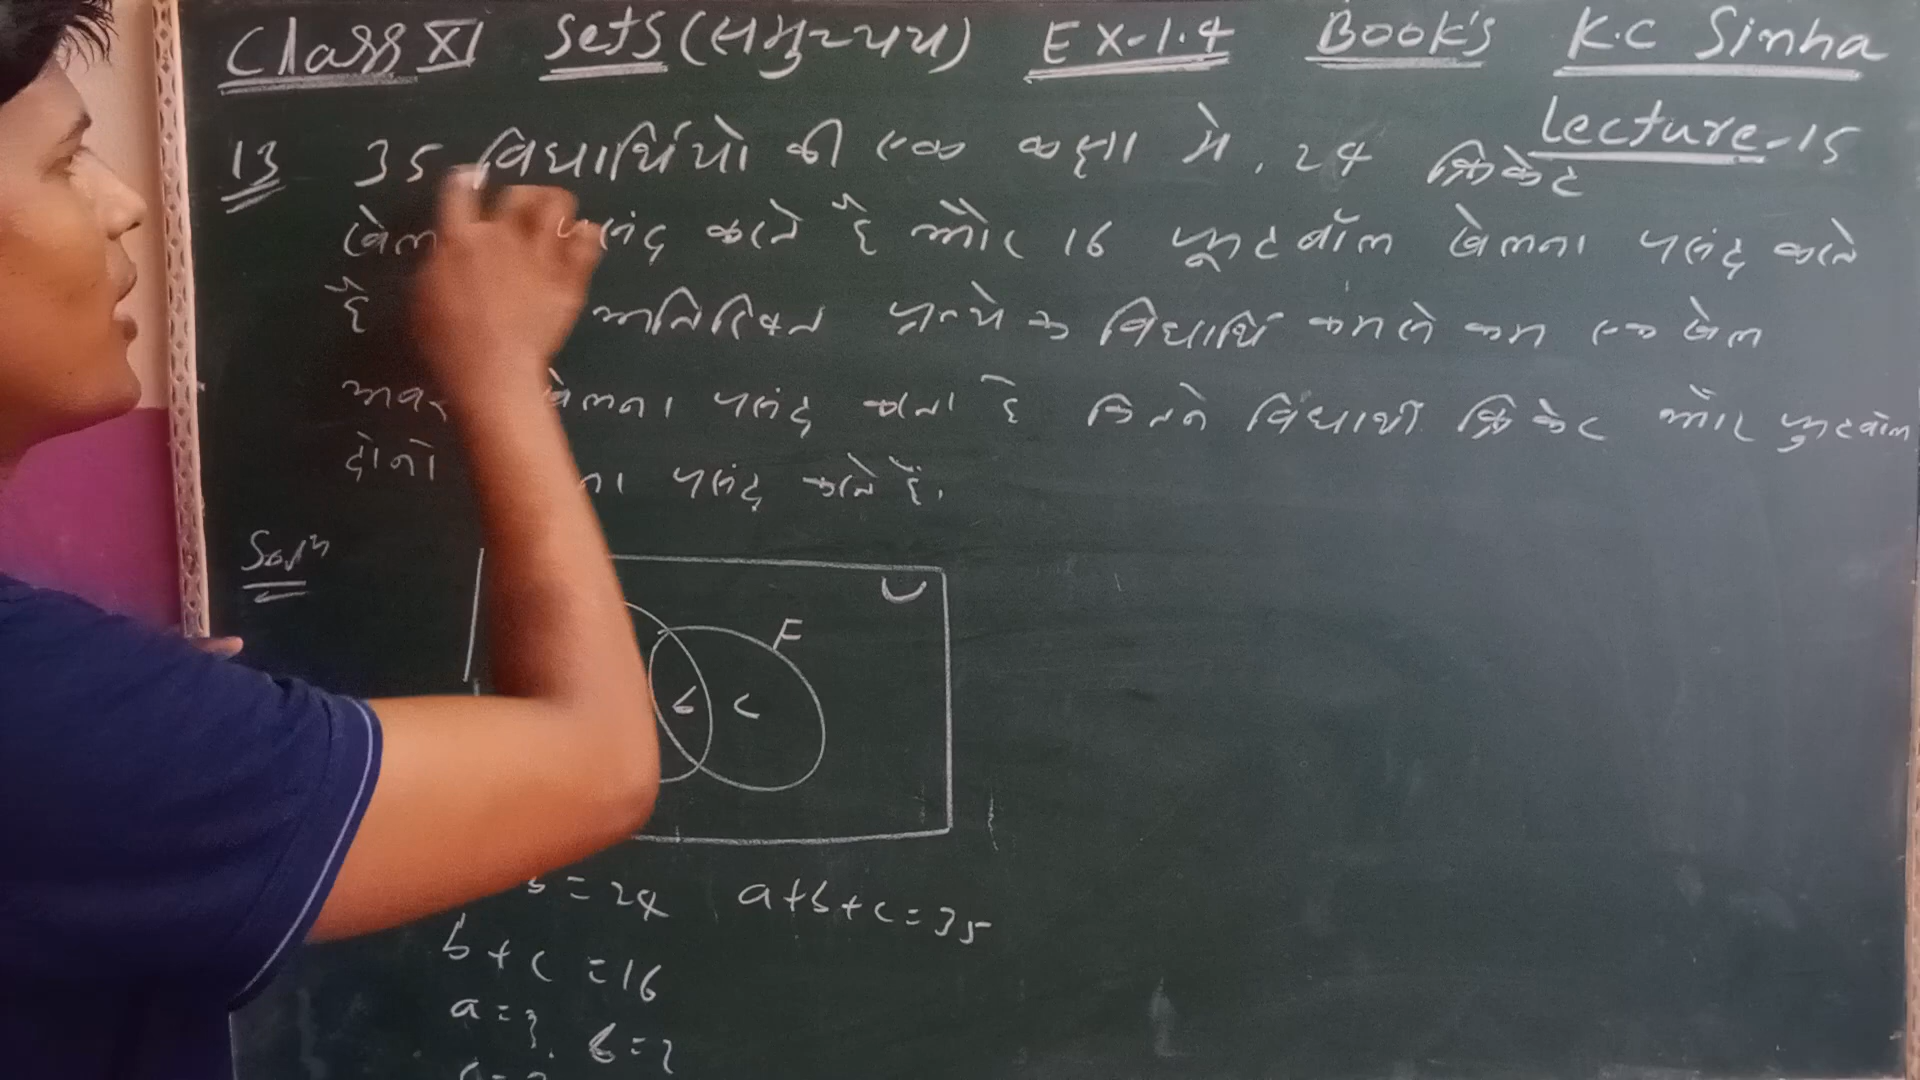 Class XI Sets (समुच्चय) EX-1.4 Book's K.C Sinha
Lecture-15
13 35 विद्यार्थियो की एक कक्षा मे, 24 क्रिकेट
पसंद करते है और 16 फूटबॉल खेलना पसंद करते
है प्रत्येक विद्यार्थि कम से कम एक खेल
खेलना पसंद करता है कितने विद्यार्थी क्रिकेट और फुटबॉल
दोनो पसंद करते हैं.
Solⁿ
U
F
b c
b = 24 a+b+c=35
b + c = 16
a = ? b = ?